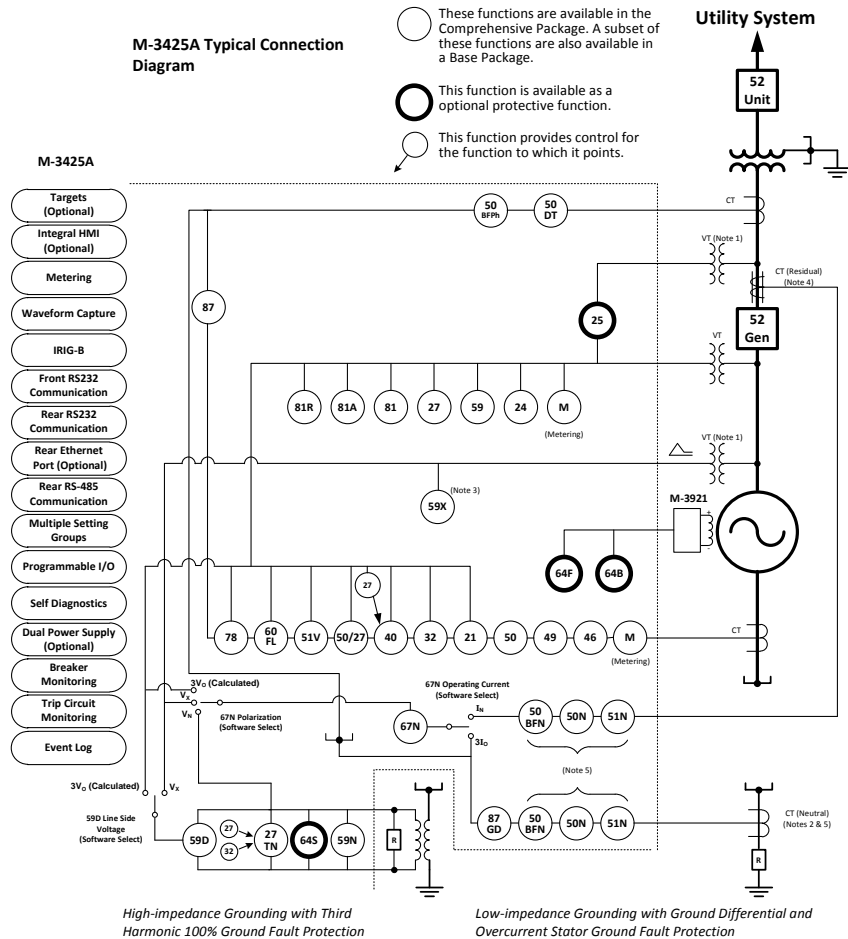 M-3425A Typical Connection
Diagram
These functions are available in the
Comprehensive Package. A subset of
these functions are also available in
a Base Package.
This function is available as a
optional protective function.
This function provides control for
the function to which it points.
Utility System
52
Unit
M-3425A
Targets
(Optional)
Integral HMI
(Optional)
Metering
Waveform Capture
IRIG-B
Front RS232
Communication
Rear RS232
Communication
Rear Ethernet
Port (Optional)
Rear RS-485
Communication
Multiple Setting
Groups
Programmable I/O
Self Diagnostics
Dual Power Supply
(Optional)
Breaker
Monitoring
Trip Circuit
Monitoring
Event Log
50
BFPh
50
DT
CT
VT (Note 1)
CT (Residual)
(Note 4)
87
25
52
Gen
VT
81R
81A
81
27
59
24
M
(Metering)
VT (Note 1)
59X
(Note 3)
M-3921
+
-
64F
64B
27
78
60
FL
51V
50/27
40
32
21
50
49
46
M
(Metering)
CT
3VO (Calculated)
VX
VN
67N Polarization
(Software Select)
67N
67N Operating Current
(Software Select)
IN
3IO
50
BFN
50N
51N
(Note 5)
87
GD
50
BFN
50N
51N
CT (Neutral)
(Notes 2 & 5)
R
3VO (Calculated)
VX
59D Line Side
Voltage
(Software Select)
59D
27
32
27
TN
64S
59N
R
High-impedance Grounding with Third
Harmonic 100% Ground Fault Protection
Low-impedance Grounding with Ground Differential and
Overcurrent Stator Ground Fault Protection